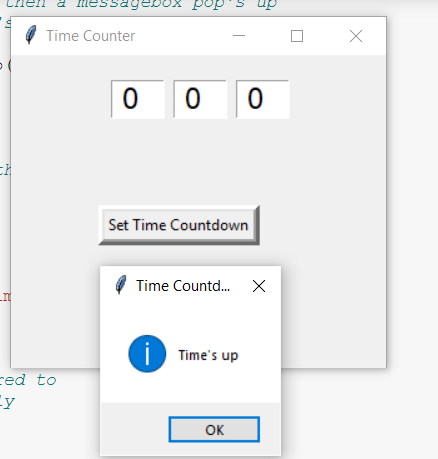 then a messagebox pop's up
Time Counter
0 0 0
Set Time Countdown
Time Countd...
Time's up
red to
ly
OK